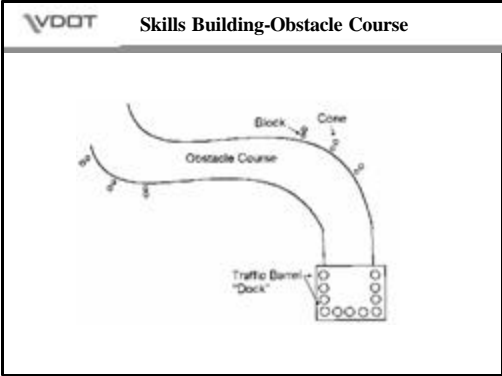 VDOT
Skills Building-Obstacle Course
Block
Cone
Obstacle Course
Traffic Barrel
"Dock"